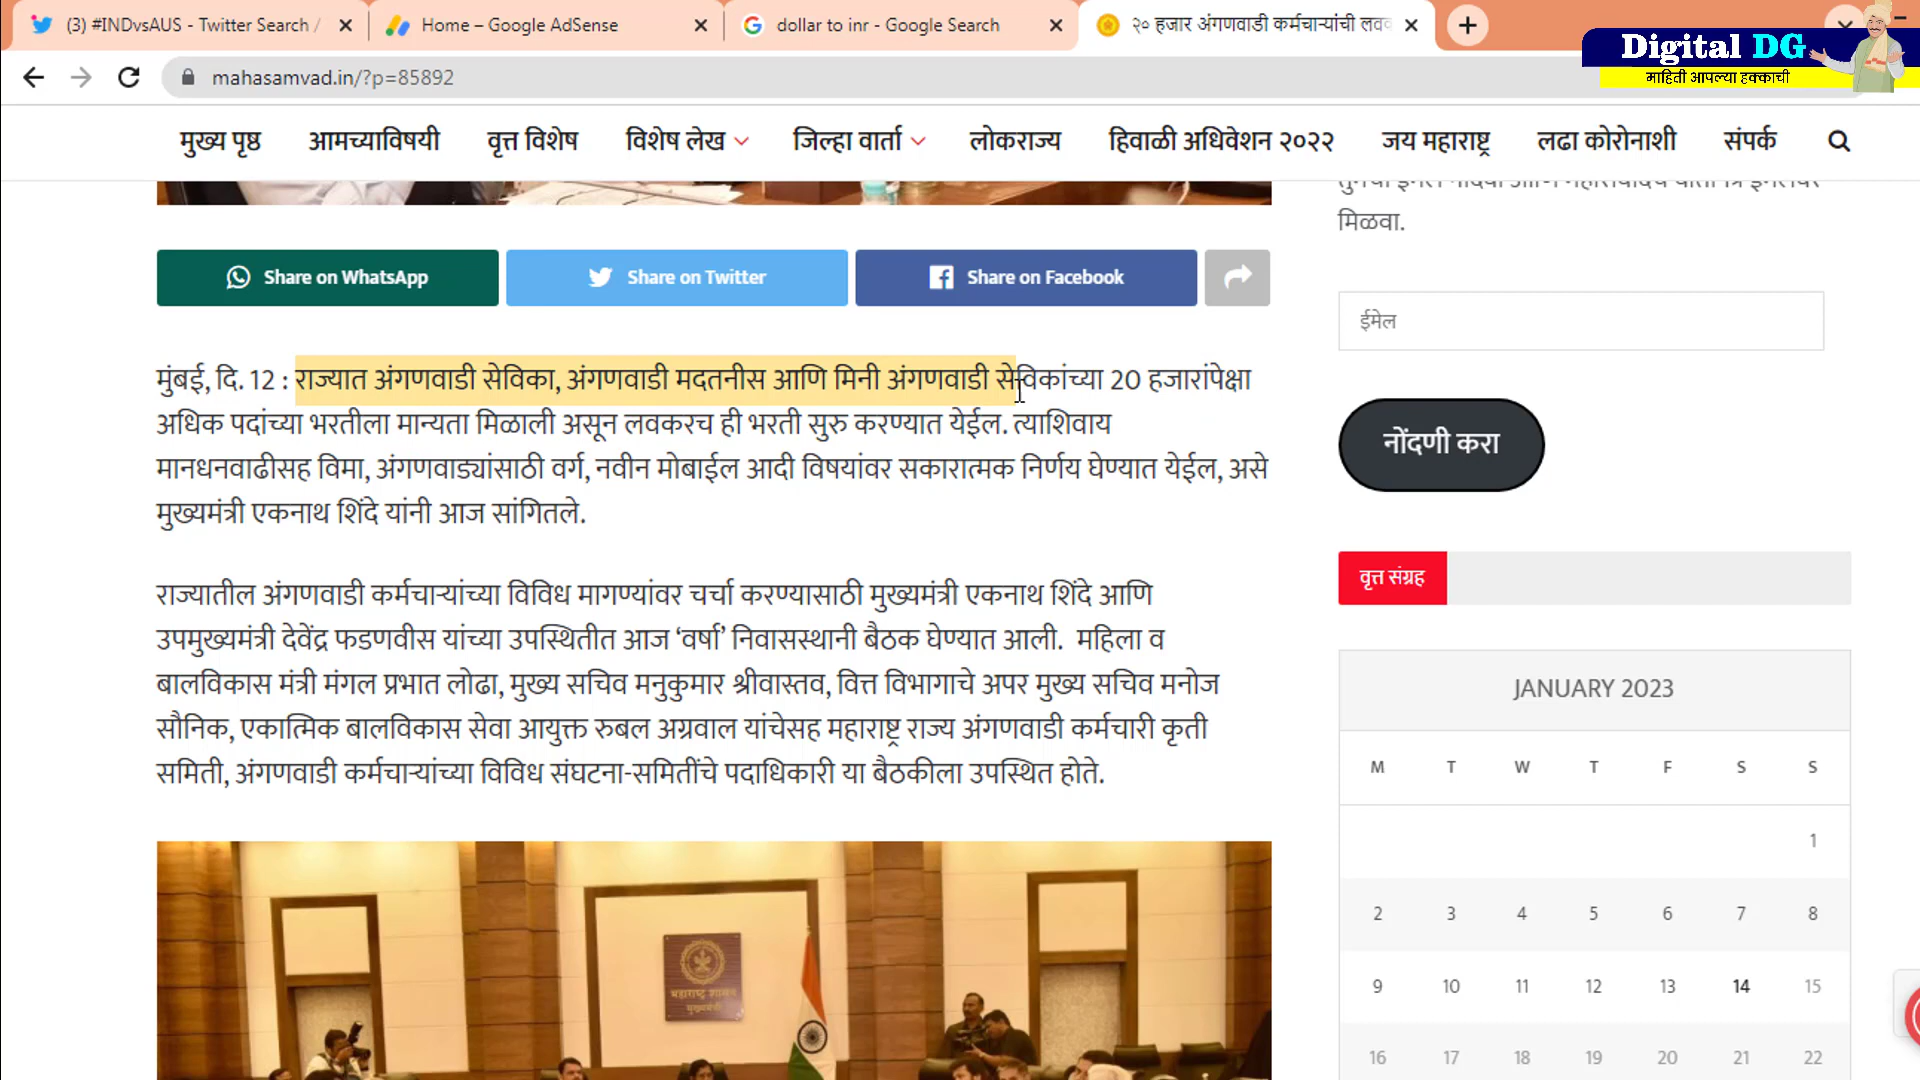 (3) #INDvsAUS - Twitter Search /
Home – Google AdSense
dollar to inr - Google Search
२० हजार अंगणवाडी कर्मचाऱ्यांची लवक
Digital DG
माहिती आपल्या हक्काची
mahasamvad.in/?p=85892
मुख्य पृष्ठ आमच्याविषयी वृत्त विशेष विशेष लेख जिल्हा वार्ता लोकराज्य हिवाळी अधिवेशन २०२२ जय महाराष्ट्र लढा कोरोनाशी संपर्क
मिळवा.
Share on WhatsApp
Share on Twitter
Share on Facebook
ईमेल
नोंदणी करा
मुंबई, दि. 12 : राज्यात अंगणवाडी सेविका, अंगणवाडी मदतनीस आणि मिनी अंगणवाडी सेविकांच्या 20 हजारांपेक्षा
अधिक पदांच्या भरतीला मान्यता मिळाली असून लवकरच ही भरती सुरु करण्यात येईल. त्याशिवाय
मानधनवाढीसह विमा, अंगणवाड्यांसाठी वर्ग, नवीन मोबाईल आदी विषयांवर सकारात्मक निर्णय घेण्यात येईल, असे
मुख्यमंत्री एकनाथ शिंदे यांनी आज सांगितले.
राज्यातील अंगणवाडी कर्मचाऱ्यांच्या विविध मागण्यांवर चर्चा करण्यासाठी मुख्यमंत्री एकनाथ शिंदे आणि
उपमुख्यमंत्री देवेंद्र फडणवीस यांच्या उपस्थितीत आज ‘वर्षा’ निवासस्थानी बैठक घेण्यात आली. महिला व
बालविकास मंत्री मंगल प्रभात लोढा, मुख्य सचिव मनुकुमार श्रीवास्तव, वित्त विभागाचे अपर मुख्य सचिव मनोज
सौनिक, एकात्मिक बालविकास सेवा आयुक्त रुबल अग्रवाल यांचेसह महाराष्ट्र राज्य अंगणवाडी कर्मचारी कृती
समिती, अंगणवाडी कर्मचाऱ्यांच्या विविध संघटना-समितींचे पदाधिकारी या बैठकीला उपस्थित होते.
वृत्त संग्रह
JANUARY 2023
M T W T F S S
1
2 3 4 5 6 7 8
9 10 11 12 13 14 15
16 17 18 19 20 21 22
महाराष्ट्र शासन
मुख्यमंत्री